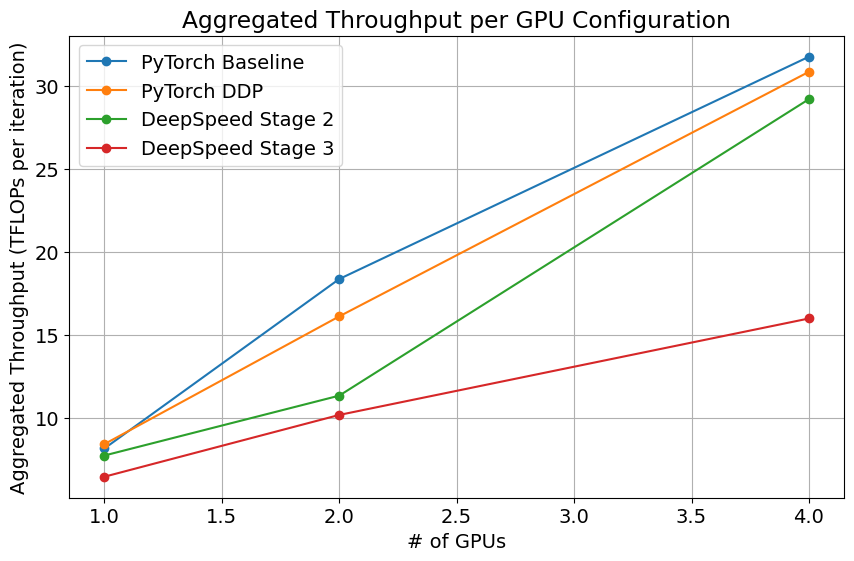 Aggregated Throughput per GPU Configuration
PyTorch Baseline
PyTorch DDP
DeepSpeed Stage 2
DeepSpeed Stage 3
Aggregated Throughput (TFLOPs per iteration)
30
25
20
15
10
1.0 1.5 2.0 2.5 3.0 3.5 4.0
# of GPUs